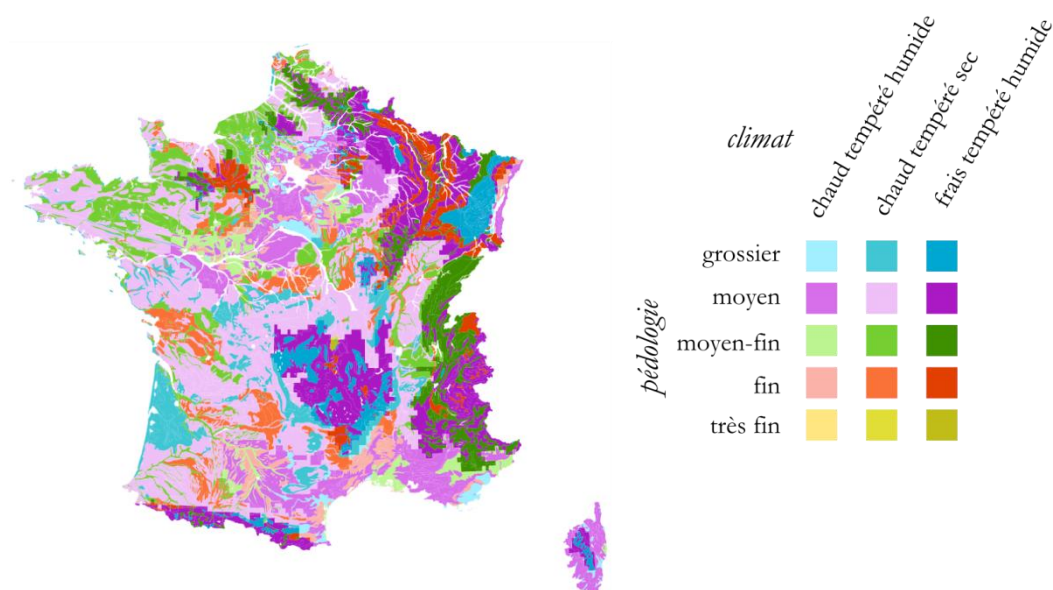 climat
chaud tempéré humide
chaud tempéré sec
frais tempéré humide
pédologie
grossier
moyen
moyen-fin
fin
très fin